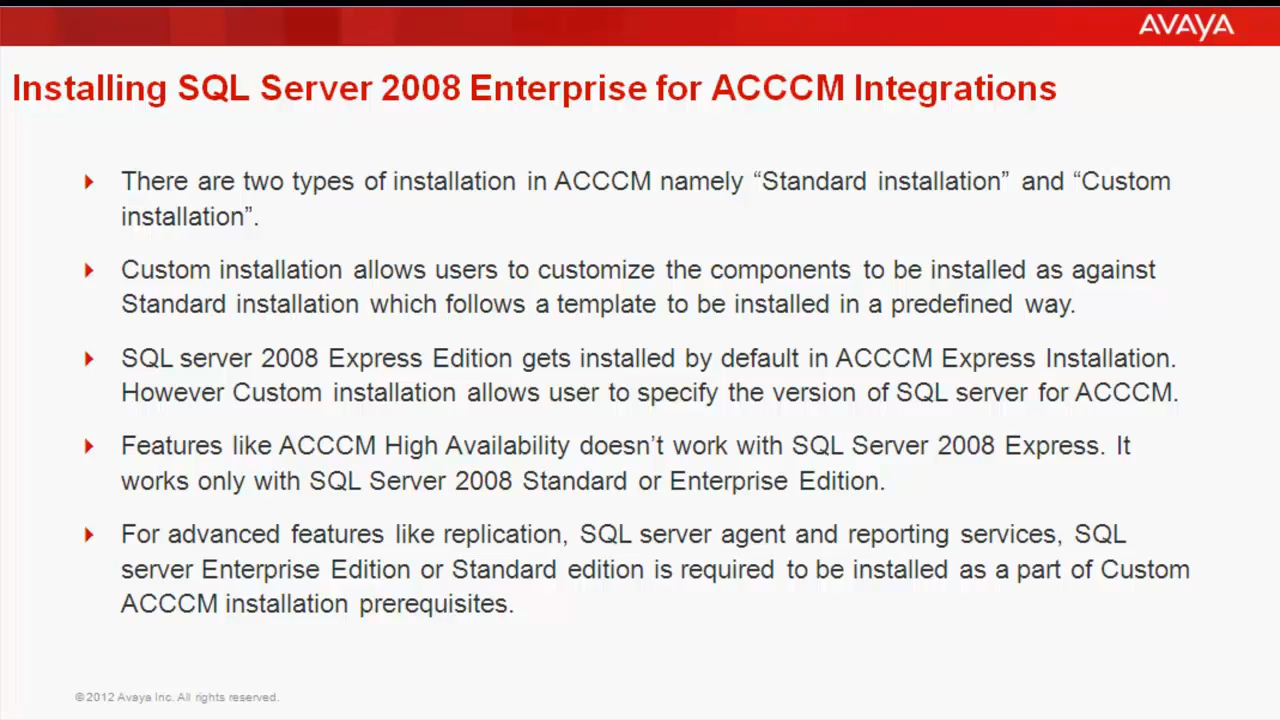 AVAYA
Installing SQL Server 2008 Enterprise for ACCCM Integrations
There are two types of installation in ACCCM namely “Standard installation” and “Custom
installation”.
Custom installation allows users to customize the components to be installed as against
Standard installation which follows a template to be installed in a predefined way.
SQL server 2008 Express Edition gets installed by default in ACCCM Express Installation.
However Custom installation allows user to specify the version of SQL server for ACCCM.
Features like ACCCM High Availability doesn’t work with SQL Server 2008 Express. It
works only with SQL Server 2008 Standard or Enterprise Edition.
For advanced features like replication, SQL server agent and reporting services, SQL
server Enterprise Edition or Standard edition is required to be installed as a part of Custom
ACCCM installation prerequisites.
©2012 Avaya Inc. All rights reserved.